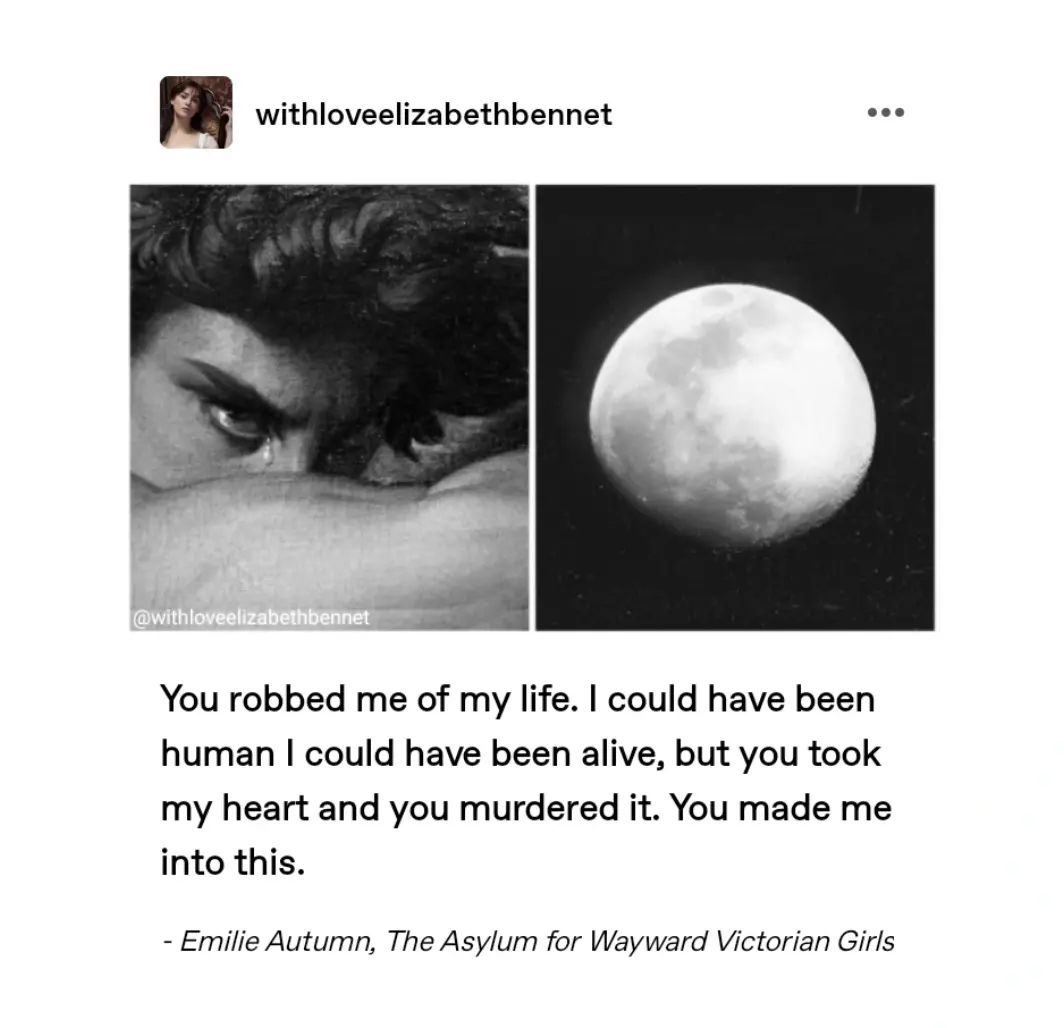 withloveelizabethbennet
@withloveelizabethbennet
You robbed me of my life. I could have been
human I could have been alive, but you took
my heart and you murdered it. You made me
into this.
- Emilie Autumn, The Asylum for Wayward Victorian Girls